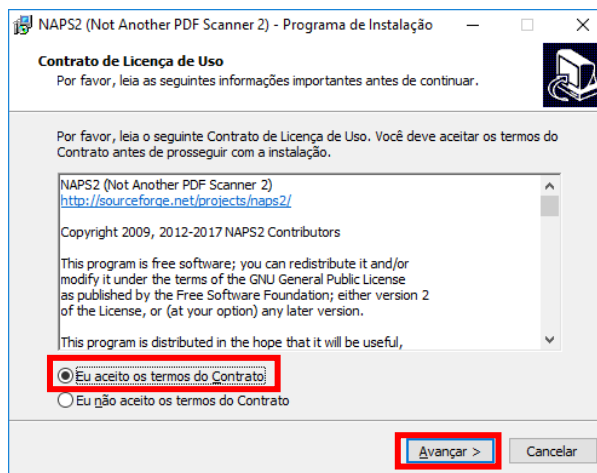 NAPS2 (Not Another PDF Scanner 2) - Programa de Instalação
Contrato de Licença de Uso
Por favor, leia as seguintes informações importantes antes de continuar.
Por favor, leia o seguinte Contrato de Licença de Uso. Você deve aceitar os termos do
Contrato antes de prosseguir com a instalação.
NAPS2 (Not Another PDF Scanner 2)
http://sourceforge.net/projects/naps2/
Copyright 2009, 2012-2017 NAPS2 Contributors
This program is free software; you can redistribute it and/or
modify it under the terms of the GNU General Public License
as published by the Free Software Foundation; either version 2
of the License, or (at your option) any later version.
This program is distributed in the hope that it will be useful,
Eu aceito os termos do Contrato
Eu não aceito os termos do Contrato
Avançar >
Cancelar